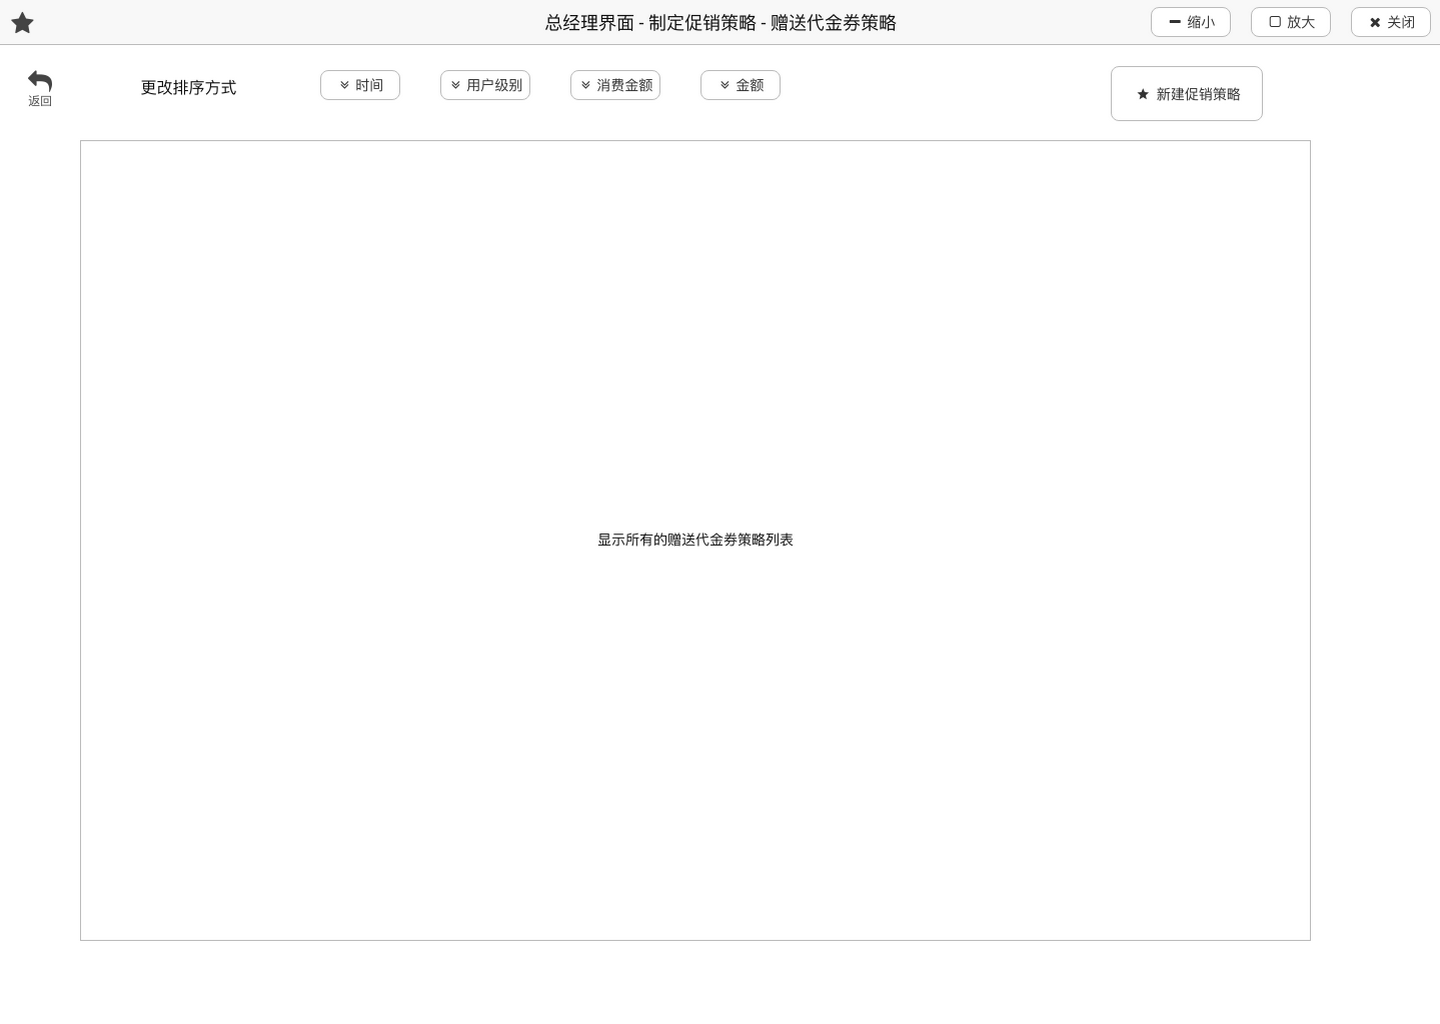 总经理界面 - 制定促销策略 - 赠送代金券策略
缩小
放大
关闭
返回
更改排序方式
时间
用户级别
消费金额
金额
新建促销策略
显示所有的赠送代金券策略列表